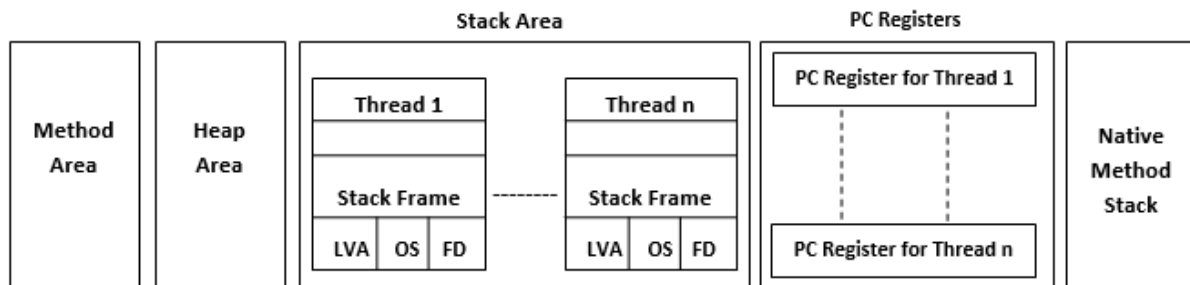 Stack Area
PC Registers
Method
Area
Heap
Area
Thread 1
Stack Frame
LVA OS FD
Thread n
Stack Frame
LVA OS FD
PC Register for Thread 1
PC Register for Thread n
Native
Method
Stack